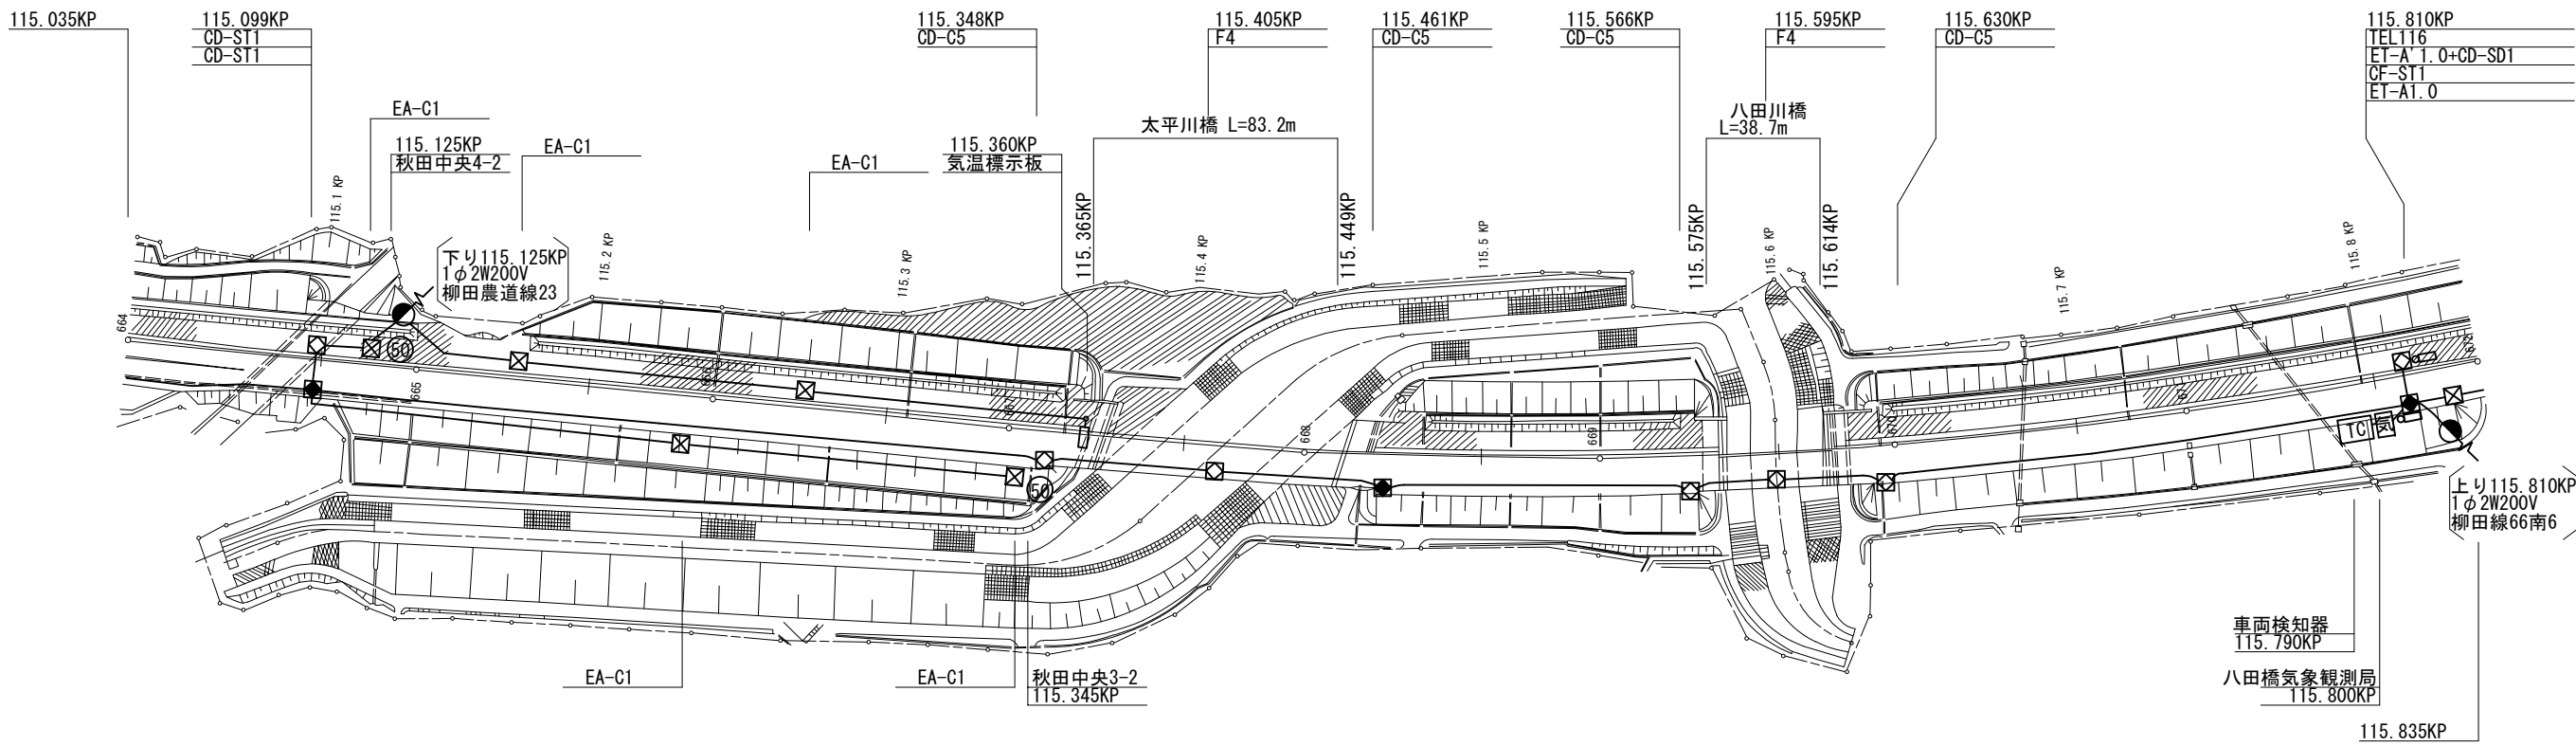 115.035KP
115.099KP
CD-ST1
CD-ST1
115.348KP
CD-C5
115.405KP
F4
115.461KP
CD-C5
115.566KP
CD-C5
115.595KP
F4
115.630KP
CD-C5
115.810KP
TEL116
ET-A'1.0+CD-SD1
CF-ST1
ET-A1.0
EA-C1
115.125KP
秋田中央4-2
EA-C1
EA-C1
115.360KP
気温標示板
太平川橋 L=83.2m
八田川橋
L=38.7m
115.365KP
115.449KP
115.575KP
115.614KP
115.1 KP
115.2 KP
115.3 KP
115.4 KP
115.5 KP
115.6 KP
115.7 KP
115.8 KP
下り115.125KP
1φ2W200V
柳田農道線23
664
50
665
668
669
670
672
50
TC
気
上り115.810KP
1φ2W200V
柳田線66南6
EA-C1
EA-C1
秋田中央3-2
115.345KP
車両検知器
115.790KP
八田橋気象観測局
115.800KP
115.835KP